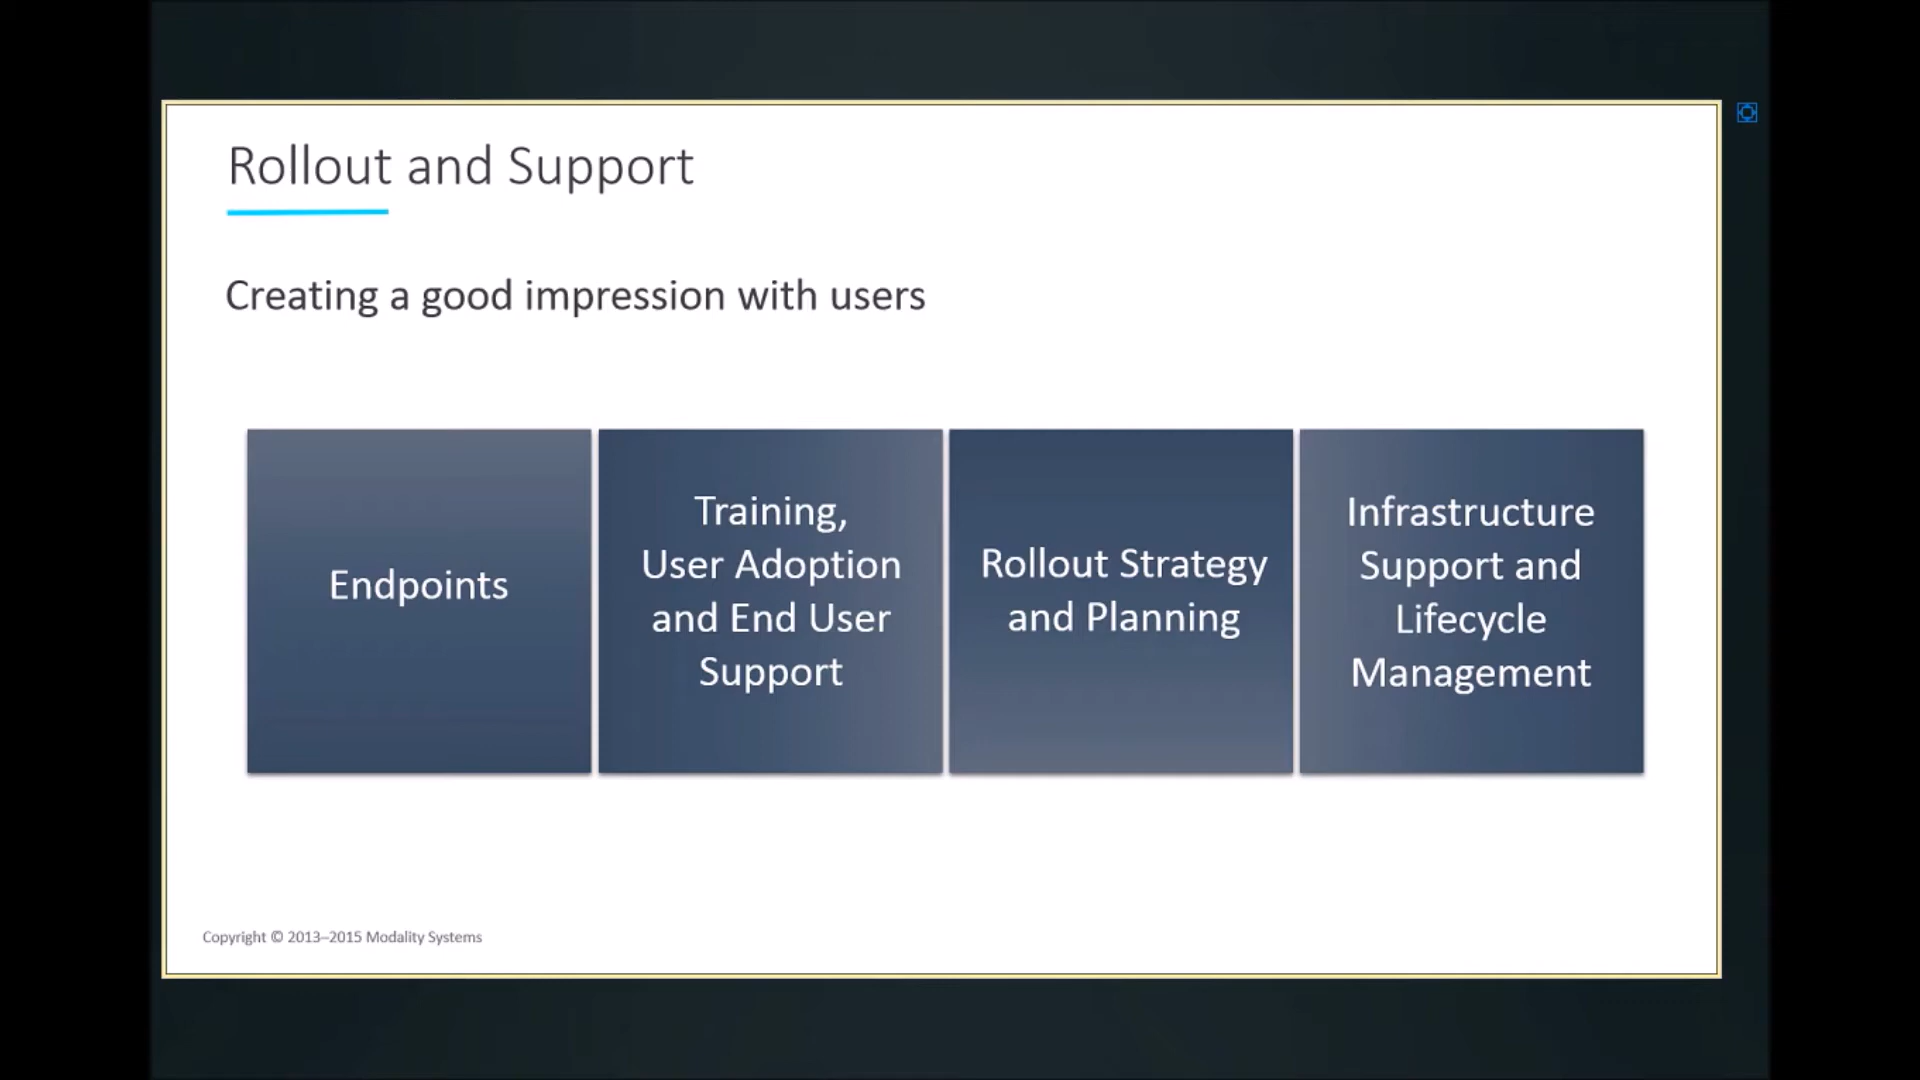 Rollout and Support
Creating a good impression with users
Endpoints
Training,
User Adoption
and End User
Support
Rollout Strategy
and Planning
Infrastructure
Support and
Lifecycle
Management
Copyright © 2013–2015 Modality Systems